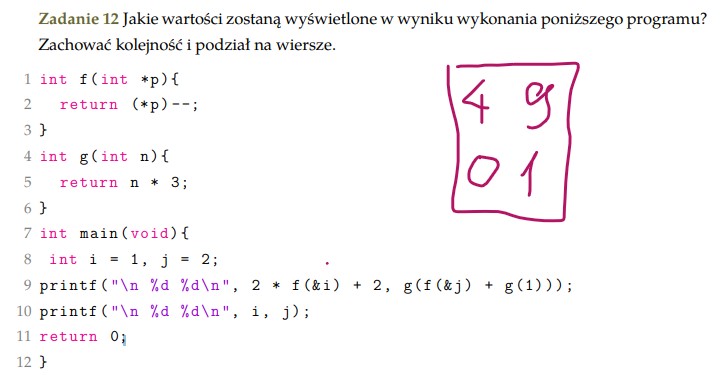 Zadanie 12 Jakie wartości zostaną wyświetlone w wyniku wykonania poniższego programu?
Zachować kolejność i podział na wiersze.
1 int f(int *p){
2 return (*p)--;
3 }
4 int g(int n){
5 return n * 3;
6 }
7 int main(void){
8 int i = 1, j = 2;
9 printf("\n %d %d\n", 2 * f(&i) + 2, g(f(&j) + g(1)));
10 printf("\n %d %d\n", i, j);
11 return 0;
12 }
4 9
0 1